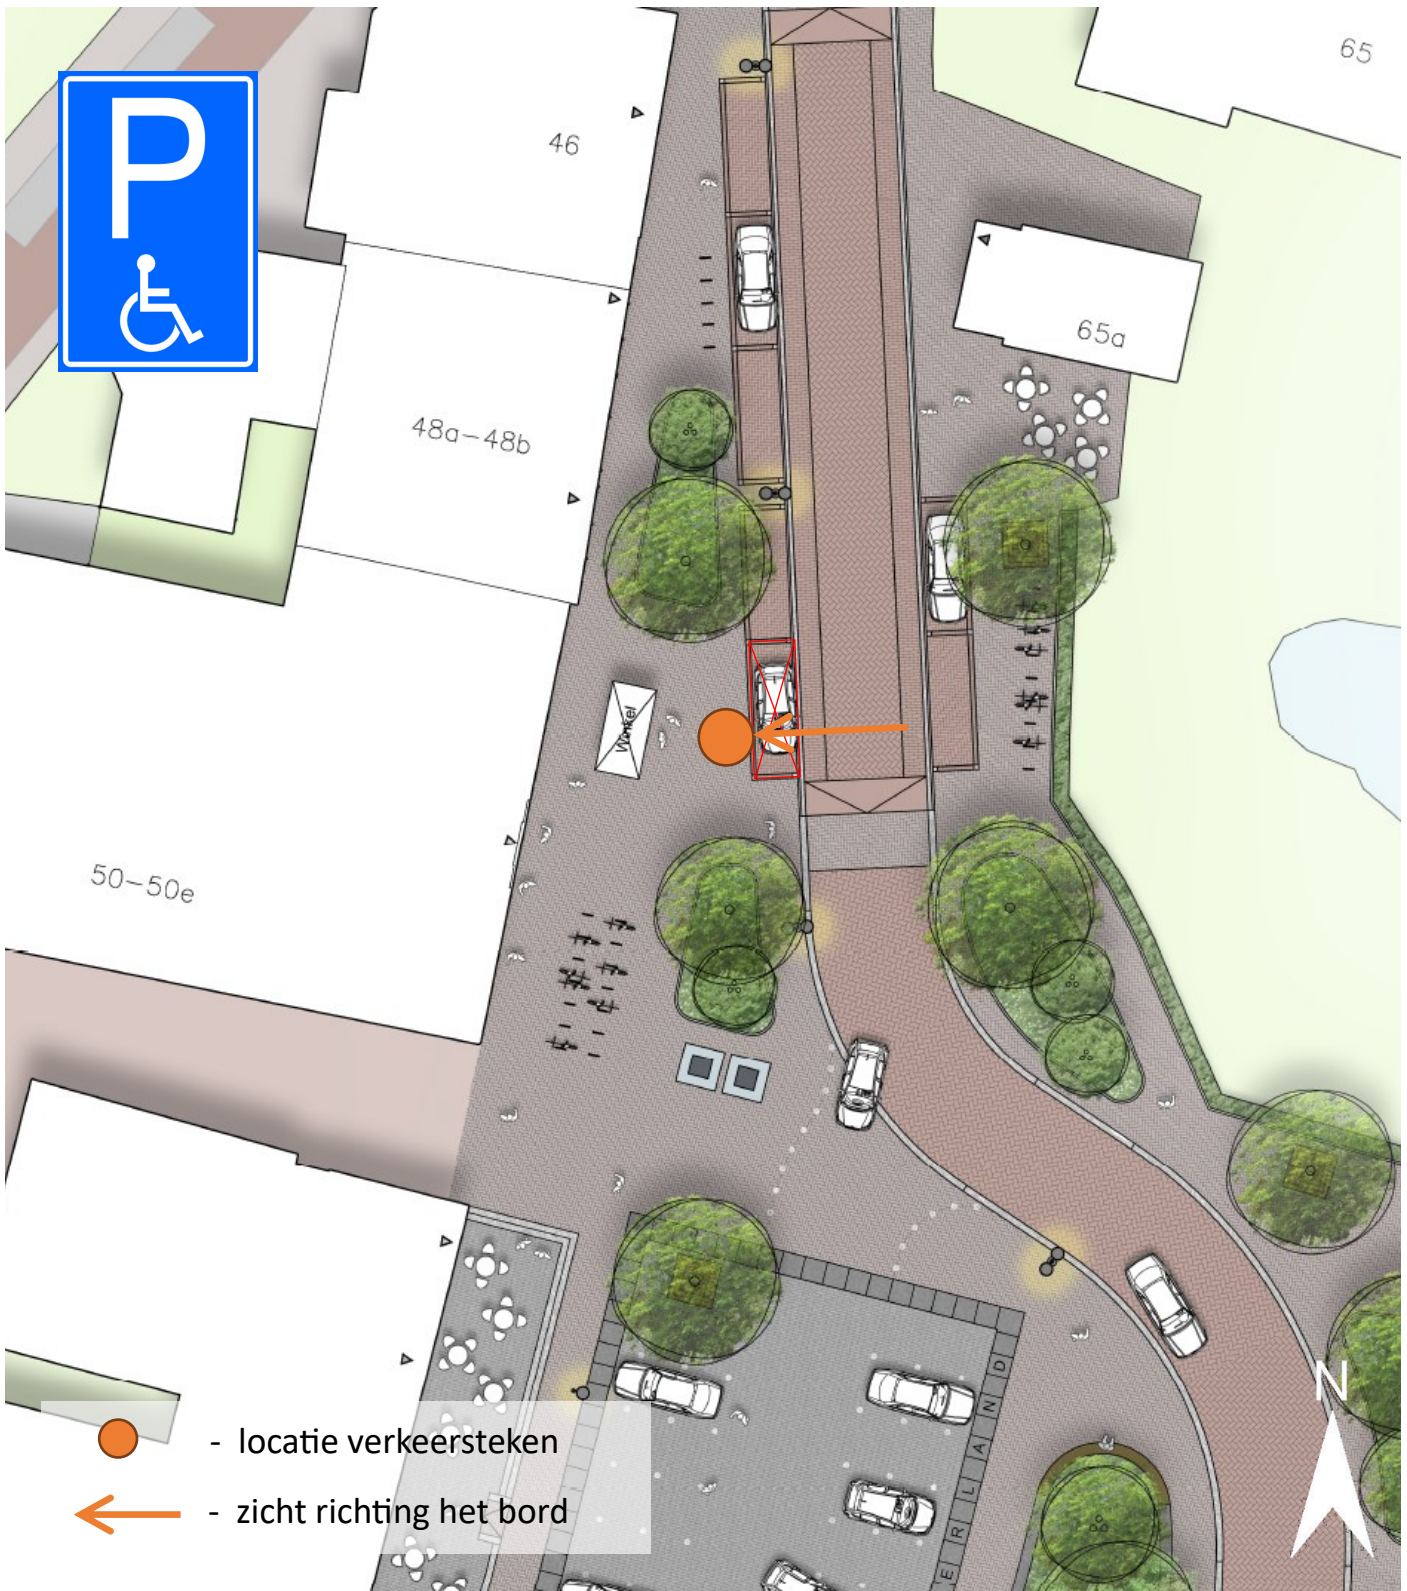 P
46
65
65a
48a-48b
Winkel
50-50e
D
N
A
L
L
R
E
N
- locatie verkeersteken
- zicht richting het bord